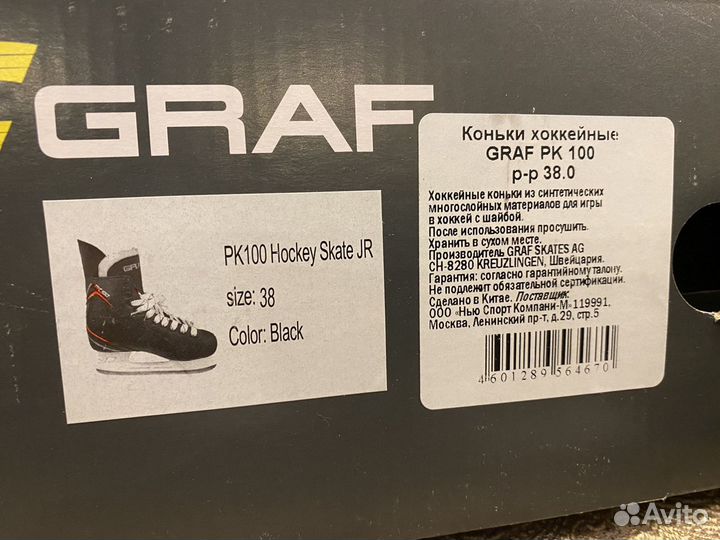 GRAF
PK100 Hockey Skate JR
size: 38
Color: Black
GRAF
Коньки хоккейные
GRAF PK 100
р-р 38.0
Хоккейные коньки из синтетических
многослойных материалов для игры
в хоккей с шайбой.
После использования просушить.
Хранить в сухом месте.
Производитель GRAF SKATES AG
CH-8280 KREUZLINGEN, Швейцария.
Гарантия: согласно гарантийному талону.
Не подлежит обязательной сертификации.
Сделано в Китае. Поставщик:
ООО «Нью Спорт Компани-М» 119991,
Москва, Ленинский пр-т, д.29, стр.5
4601289 564670
Avito